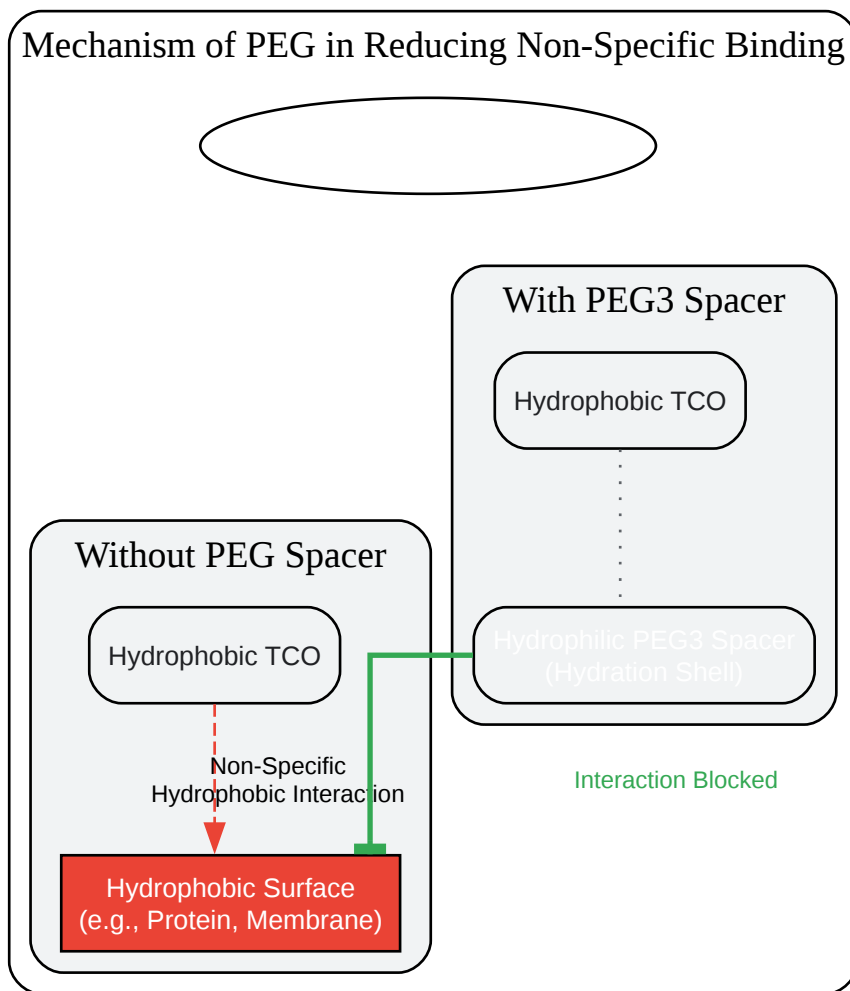 Mechanism of PEG in Reducing Non-Specific Binding
With PEG3 Spacer
Hydrophobic TCO
Hydrophilic PEG3 Spacer
(Hydration Shell)
Without PEG Spacer
Hydrophobic TCO
Non-Specific
Hydrophobic Interaction
Interaction Blocked
Hydrophobic Surface
(e.g., Protein, Membrane)